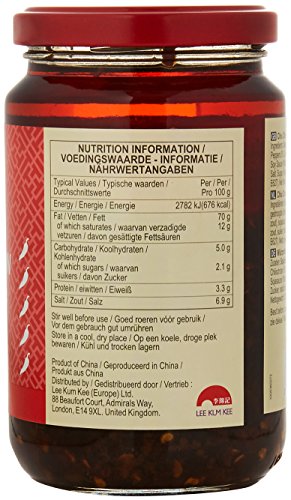 NUTRITION INFORMATION /
VOEDINGSWAARDE - INFORMATIE /
NÄHRWERTANGABEN
Typical Values / Typische waarden / Per / Per /
Durchschnittswerte Pro 100 g
Energy / Energie / Energie 2782 kJ(676 kcal)
Fat / Vetten / Fett 70 g
of which saturates / waarvan verzadigde 12 g
vetzuren / davon gesättigte Fettsäuren
Carbohydrate / Koolhydraten / 5.0 g
Kohlenhydrate
of which sugars / waarvan 2.1 g
suikers / davon Zucker
Protein / eiwitten / Eiweiß 3.3 g
Salt / Zout / Salz 6.9 g
Stir well before use / Goed roeren vóór gebruik /
Vor dem gebrauch gut umrühren
Store in a cool, dry place / Op een koele, droge plek
bewaren / Kühl und trocken lagern
Product of China / Geproduceerd in China /
Produkt aus China
Distributed by / Gedistribueerd door / Vertrieb :
Lee Kum Kee (Europe) Ltd.
88 Beaufort Court, Admirals Way,
London, E14 9XL. United Kingdom.
李錦記
LEE KUM KEE